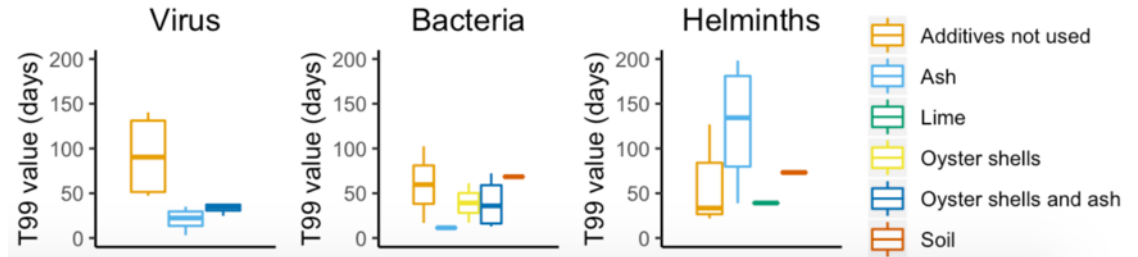 Virus
T99 value (days)
200
150
100
50
0
Bacteria
T99 value (days)
200
150
100
50
0
Helminths
T99 value (days)
200
150
100
50
0
Additives not used
Ash
Lime
Oyster shells
Oyster shells and ash
Soil